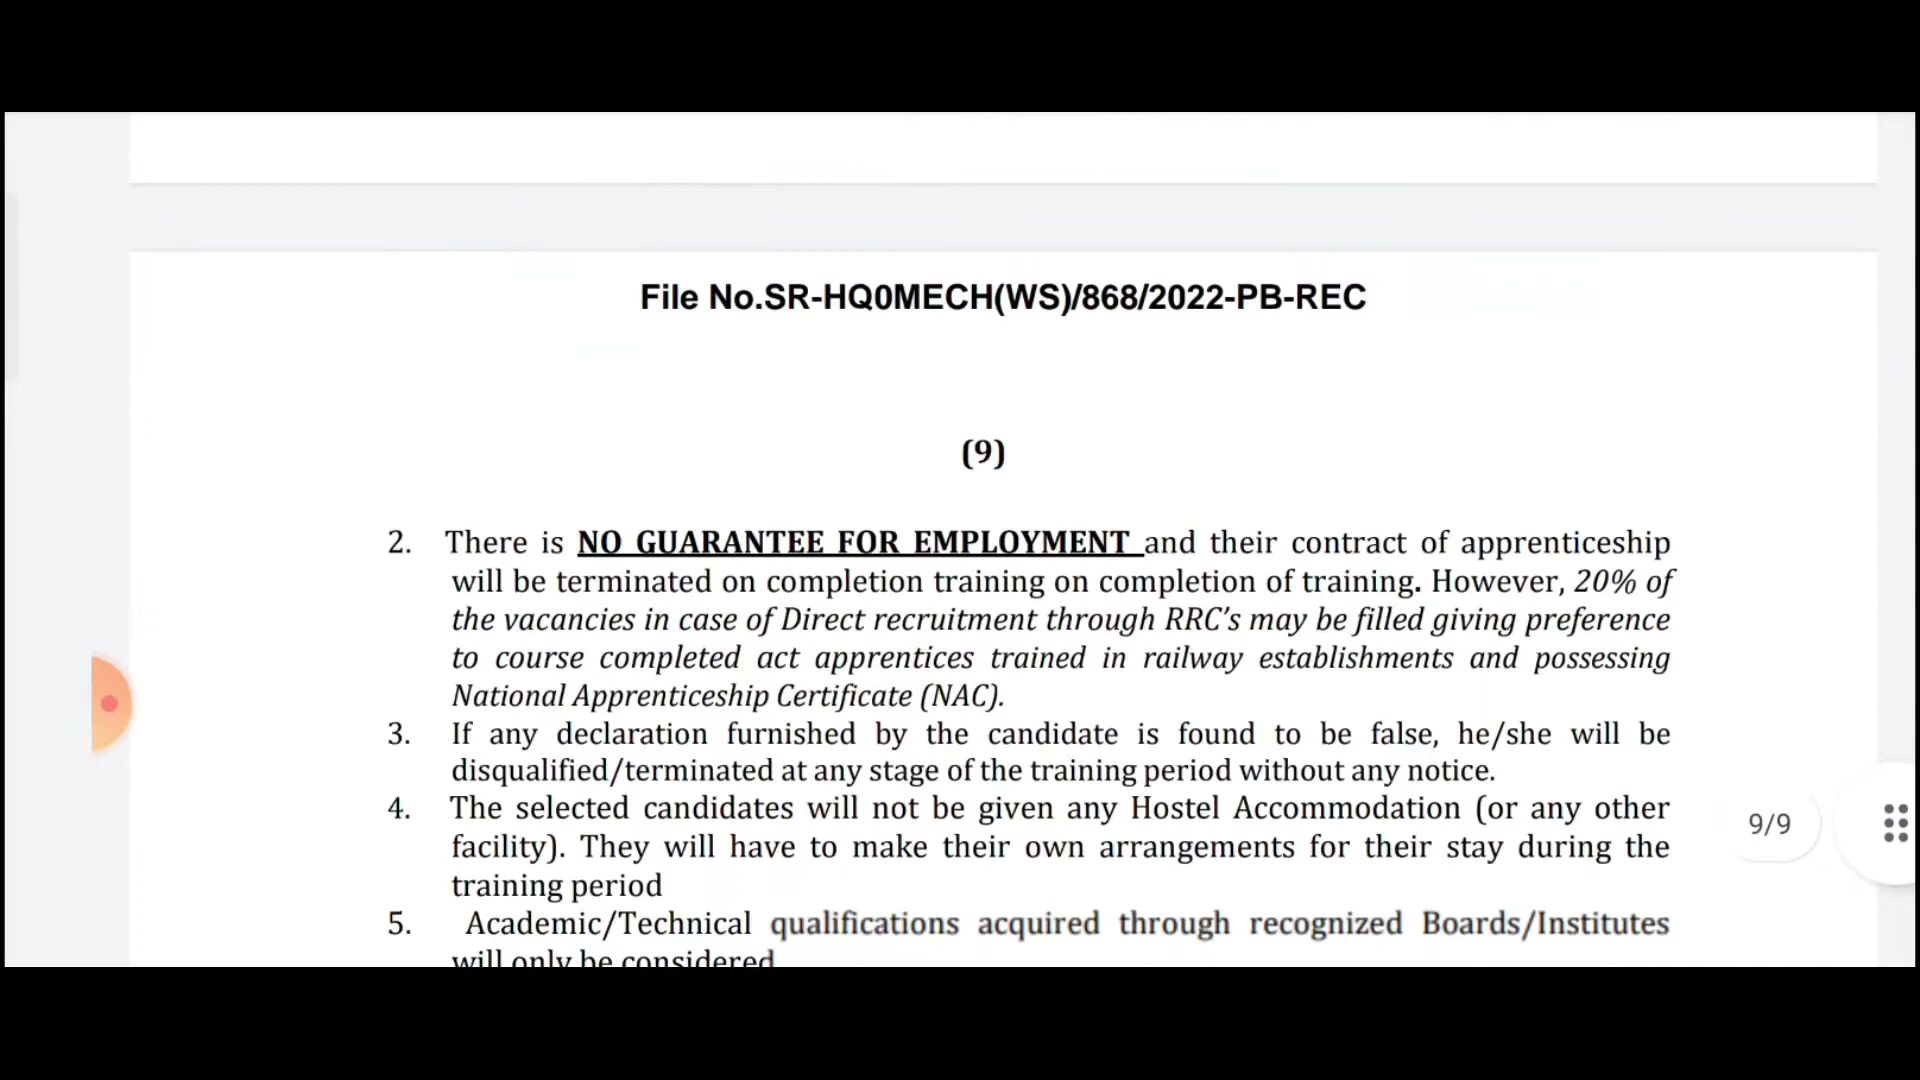 File No.SR-HQ0MECH(WS)/868/2022-PB-REC
(9)
2. There is NO GUARANTEE FOR EMPLOYMENT and their contract of apprenticeship
will be terminated on completion training on completion of training. However, 20% of
the vacancies in case of Direct recruitment through RRC’s may be filled giving preference
to course completed act apprentices trained in railway establishments and possessing
National Apprenticeship Certificate (NAC).
3. If any declaration furnished by the candidate is found to be false, he/she will be
disqualified/terminated at any stage of the training period without any notice.
4. The selected candidates will not be given any Hostel Accommodation (or any other
facility). They will have to make their own arrangements for their stay during the
training period
5. Academic/Technical qualifications acquired through recognized Boards/Institutes
will only be considered
9/9